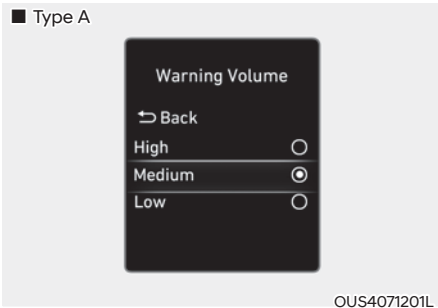 ■ Type A
Warning Volume
Back
High
Medium
Low
OUS4071201L